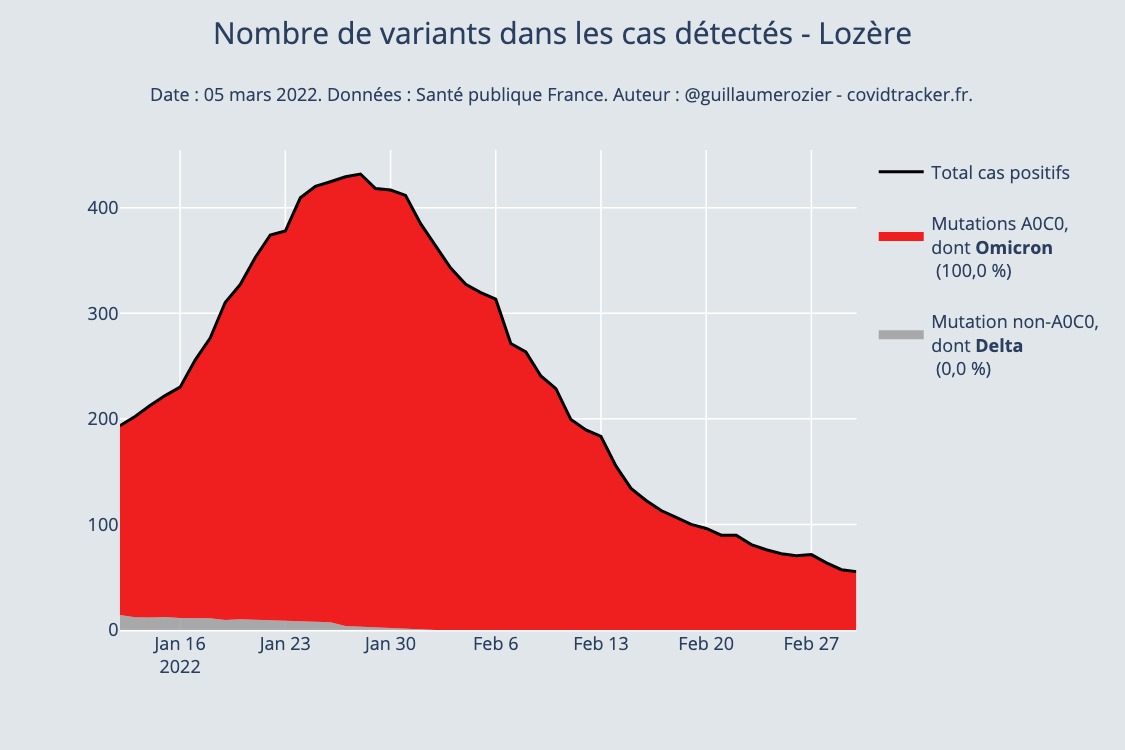 Nombre de variants dans les cas détectés - Lozère
Date : 05 mars 2022. Données : Santé publique France. Auteur : @guillaumerozier - covidtracker.fr.
Total cas positifs
Mutations A0C0,
dont Omicron
(100,0 %)
Mutation non-A0C0,
dont Delta
(0,0 %)
400
300
200
100
0
Jan 16
2022
Jan 23
Jan 30
Feb 6
Feb 13
Feb 20
Feb 27